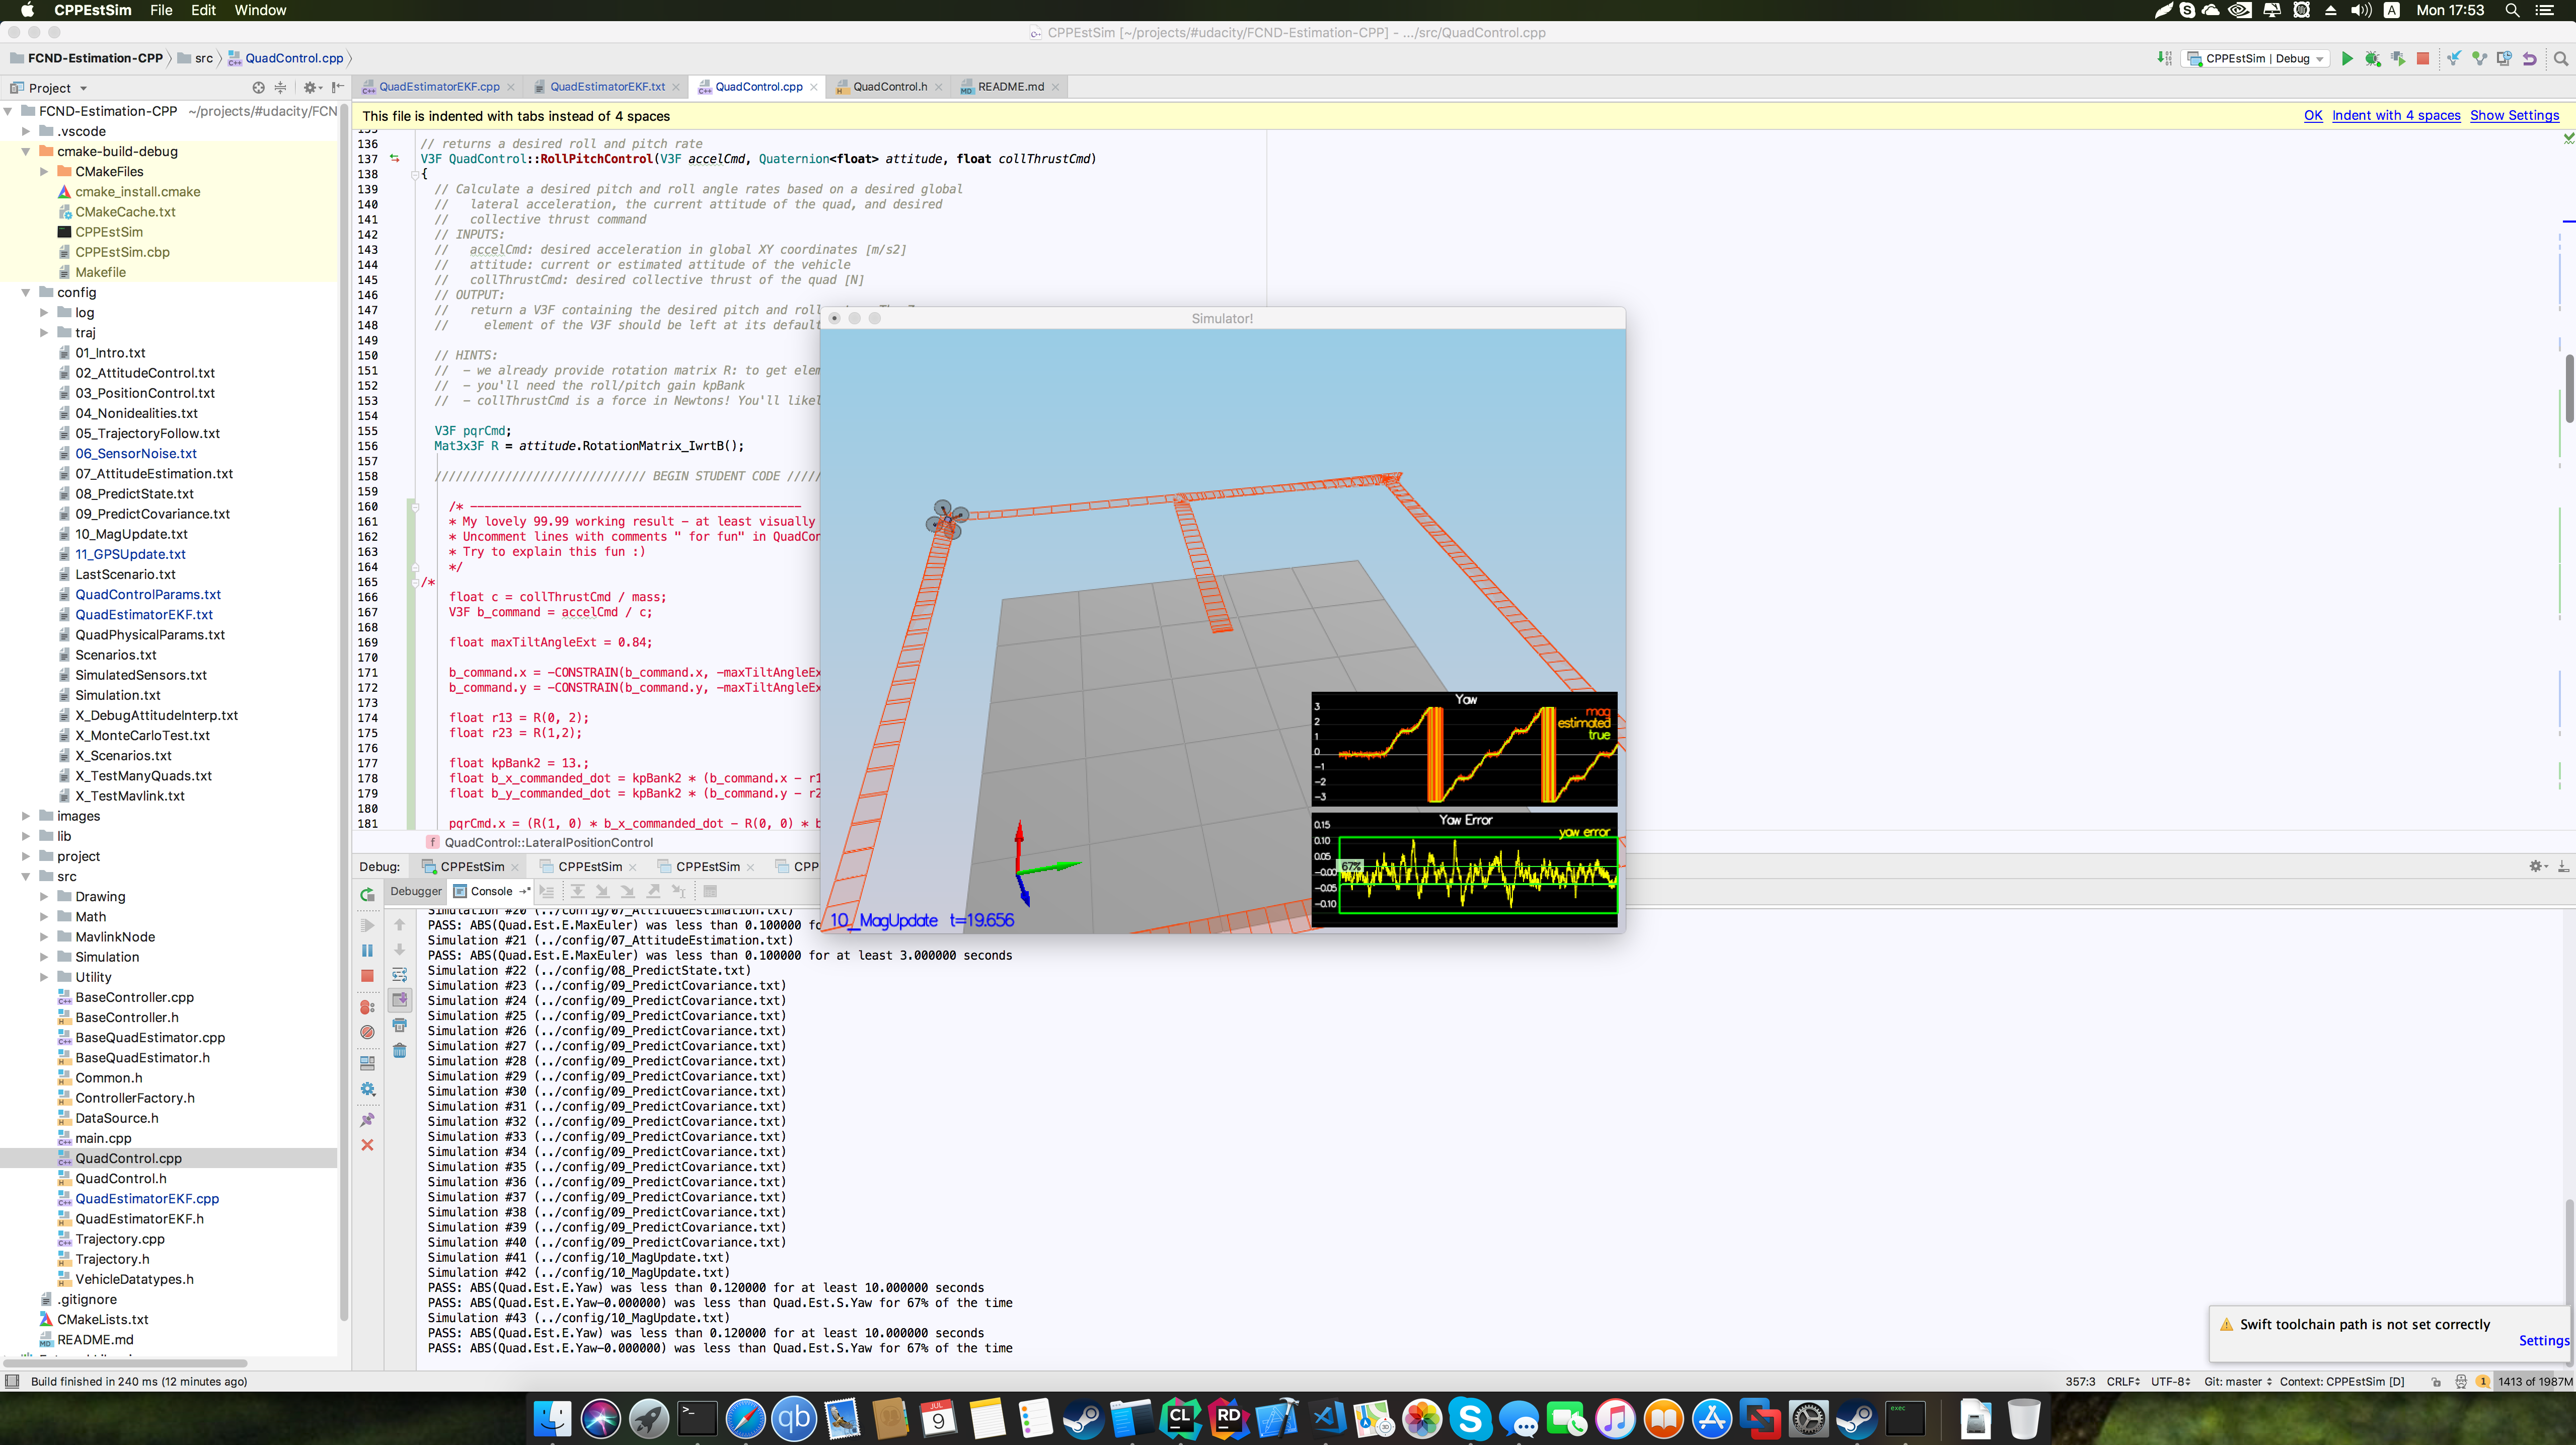 CPPEstSim File Edit Window
A Mon 17:53
CPPEstSim [~/projects/#udacity/FCND-Estimation-CPP] - .../src/QuadControl.cpp
FCND-Estimation-CPP src QuadControl.cpp
CPPEstSim | Debug
Project
QuadEstimatorEKF.cpp QuadEstimatorEKF.txt QuadControl.cpp QuadControl.h README.md
This file is indented with tabs instead of 4 spaces
OK Indent with 4 spaces Show Settings
FCND-Estimation-CPP ~/projects/#udacity/FCN
.vscode
cmake-build-debug
CMakeFiles
cmake_install.cmake
CMakeCache.txt
CPPEstSim
CPPEstSim.cbp
Makefile
config
log
traj
01_Intro.txt
02_AttitudeControl.txt
03_PositionControl.txt
04_Nonidealities.txt
05_TrajectoryFollow.txt
06_SensorNoise.txt
07_AttitudeEstimation.txt
08_PredictState.txt
09_PredictCovariance.txt
10_MagUpdate.txt
11_GPSUpdate.txt
LastScenario.txt
QuadControlParams.txt
QuadEstimatorEKF.txt
QuadPhysicalParams.txt
Scenarios.txt
SimulatedSensors.txt
Simulation.txt
X_DebugAttitudeInterp.txt
X_MonteCarloTest.txt
X_Scenarios.txt
X_TestManyQuads.txt
X_TestMavlink.txt
images
lib
project
src
Drawing
Math
MavlinkNode
Simulation
Utility
BaseController.cpp
BaseController.h
BaseQuadEstimator.cpp
BaseQuadEstimator.h
Common.h
ControllerFactory.h
DataSource.h
main.cpp
QuadControl.cpp
QuadControl.h
QuadEstimatorEKF.cpp
QuadEstimatorEKF.h
Trajectory.cpp
Trajectory.h
VehicleDatatypes.h
.gitignore
CMakeLists.txt
README.md
136 // returns a desired roll and pitch rate
137 V3F QuadControl::RollPitchControl(V3F accelCmd, Quaternion<float> attitude, float collThrustCmd)
138 {
139 // Calculate a desired pitch and roll angle rates based on a desired global
140 // lateral acceleration, the current attitude of the quad, and desired
141 // collective thrust command
142 // INPUTS:
143 // accelCmd: desired acceleration in global XY coordinates [m/s2]
144 // attitude: current or estimated attitude of the vehicle
145 // collThrustCmd: desired collective thrust of the quad [N]
146 // OUTPUT:
147 // return a V3F containing the desired pitch and roll
148 // element of the V3F should be left at its default
149
150 // HINTS:
151 // - we already provide rotation matrix R: to get elem
152 // - you'll need the roll/pitch gain kpBank
153 // - collThrustCmd is a force in Newtons! You'll likel
154
155 V3F pqrCmd;
156 Mat3x3F R = attitude.RotationMatrix_IwrtB();
157
158 ////////////////////////////// BEGIN STUDENT CODE /////
159
160 /* ------------------------------------------
161 * My lovely 99.99 working result - at least visually
162 * Uncomment lines with comments " for fun" in QuadCon
163 * Try to explain this fun :)
164 */
165 /*
166 float c = collThrustCmd / mass;
167 V3F b_command = accelCmd / c;
168
169 float maxTiltAngleExt = 0.84;
170
171 b_command.x = -CONSTRAIN(b_command.x, -maxTiltAngleEx
172 b_command.y = -CONSTRAIN(b_command.y, -maxTiltAngleEx
173
174 float r13 = R(0, 2);
175 float r23 = R(1,2);
176
177 float kpBank2 = 13.;
178 float b_x_commanded_dot = kpBank2 * (b_command.x - r1
179 float b_y_commanded_dot = kpBank2 * (b_command.y - r2
180
181 pqrCmd.x = (R(1, 0) * b_x_commanded_dot - R(0, 0) * b
f QuadControl::LateralPositionControl
Simulator!
Yaw
3
2
1
0
-1
-2
-3
mag
estimated
true
Yaw Error
yaw error
0.15
0.10
0.05
-0.00
-0.05
-0.10
67%
10_MagUpdate t=19.656
Debug: CPPEstSim CPPEstSim CPPEstSim CPP
Debugger Console
Simulation #20 (../config/07_AttitudeEstimation.txt)
PASS: ABS(Quad.Est.E.MaxEuler) was less than 0.100000 fo
Simulation #21 (../config/07_AttitudeEstimation.txt)
PASS: ABS(Quad.Est.E.MaxEuler) was less than 0.100000 for at least 3.000000 seconds
Simulation #22 (../config/08_PredictState.txt)
Simulation #23 (../config/09_PredictCovariance.txt)
Simulation #24 (../config/09_PredictCovariance.txt)
Simulation #25 (../config/09_PredictCovariance.txt)
Simulation #26 (../config/09_PredictCovariance.txt)
Simulation #27 (../config/09_PredictCovariance.txt)
Simulation #28 (../config/09_PredictCovariance.txt)
Simulation #29 (../config/09_PredictCovariance.txt)
Simulation #30 (../config/09_PredictCovariance.txt)
Simulation #31 (../config/09_PredictCovariance.txt)
Simulation #32 (../config/09_PredictCovariance.txt)
Simulation #33 (../config/09_PredictCovariance.txt)
Simulation #34 (../config/09_PredictCovariance.txt)
Simulation #35 (../config/09_PredictCovariance.txt)
Simulation #36 (../config/09_PredictCovariance.txt)
Simulation #37 (../config/09_PredictCovariance.txt)
Simulation #38 (../config/09_PredictCovariance.txt)
Simulation #39 (../config/09_PredictCovariance.txt)
Simulation #40 (../config/09_PredictCovariance.txt)
Simulation #41 (../config/10_MagUpdate.txt)
Simulation #42 (../config/10_MagUpdate.txt)
PASS: ABS(Quad.Est.E.Yaw) was less than 0.120000 for at least 10.000000 seconds
PASS: ABS(Quad.Est.E.Yaw-0.000000) was less than Quad.Est.S.Yaw for 67% of the time
Simulation #43 (../config/10_MagUpdate.txt)
PASS: ABS(Quad.Est.E.Yaw) was less than 0.120000 for at least 10.000000 seconds
PASS: ABS(Quad.Est.E.Yaw-0.000000) was less than Quad.Est.S.Yaw for 67% of the time
Swift toolchain path is not set correctly
Settings
Build finished in 240 ms (12 minutes ago)
357:3 CRLF UTF-8 Git: master Context: CPPEstSim [D] 1 1413 of 1987M
qb JUL 9 CL RD exec